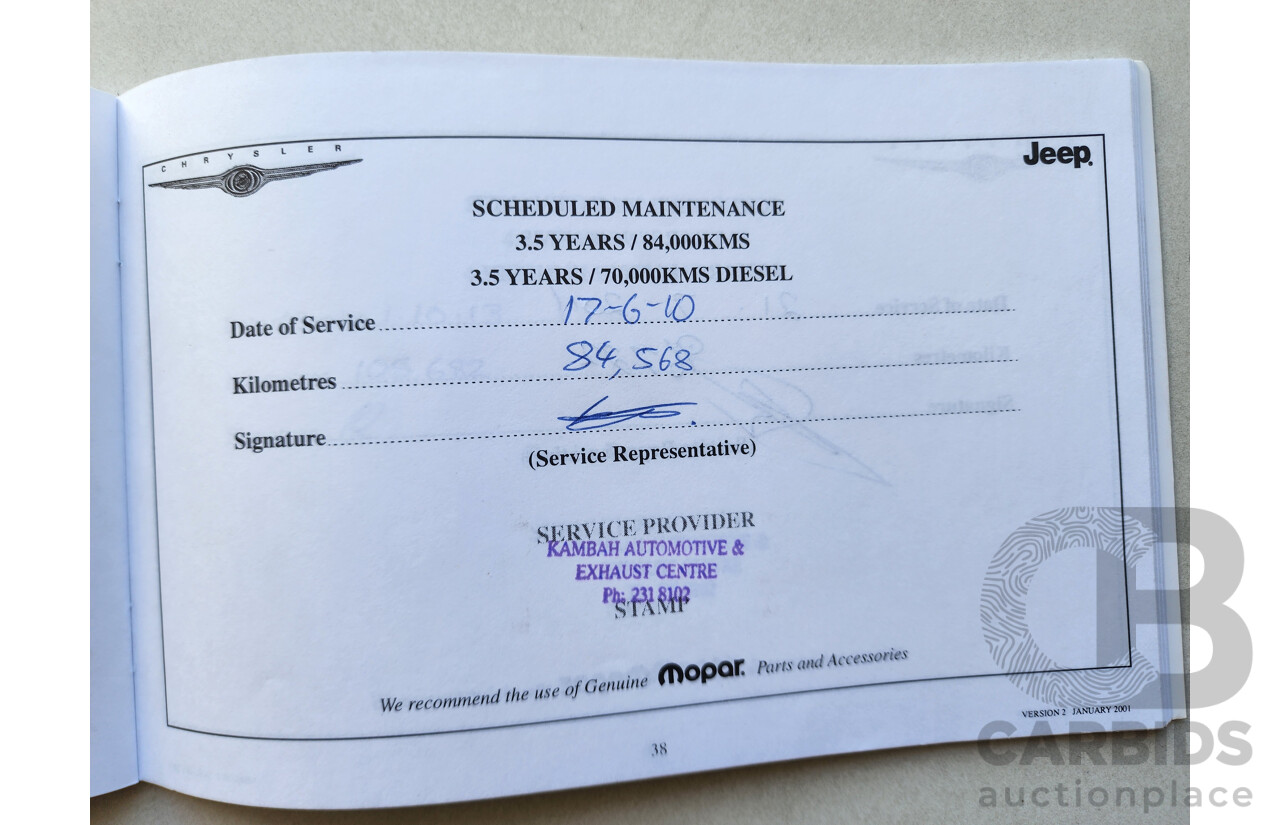 CHRYSLER
Jeep.
SCHEDULED MAINTENANCE
3.5 YEARS / 84,000KMS
3.5 YEARS / 70,000KMS DIESEL
Date of Service 17-6-10
Kilometres 84,568
Signature
(Service Representative)
SERVICE PROVIDER
KAMBAH AUTOMOTIVE &
EXHAUST CENTRE
Ph: 231 8102
STAMP
We recommend the use of Genuine Mopar. Parts and Accessories
VERSION 2 JANUARY 2001
38
CB
CARBIDS
auctionplace